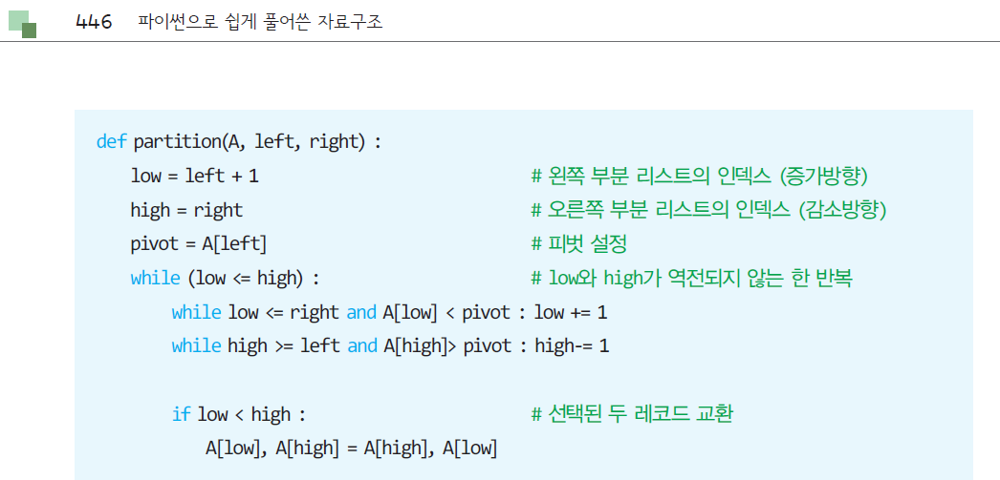 446 파이썬으로 쉽게 풀어쓴 자료구조
def partition(A, left, right) :
low = left + 1 # 왼쪽 부분 리스트의 인덱스 (증가방향)
high = right # 오른쪽 부분 리스트의 인덱스 (감소방향)
pivot = A[left] # 피벗 설정
while (low <= high) : # low와 high가 역전되지 않는 한 반복
while low <= right and A[low] < pivot : low += 1
while high >= left and A[high]> pivot : high-= 1
if low < high : # 선택된 두 레코드 교환
A[low], A[high] = A[high], A[low]